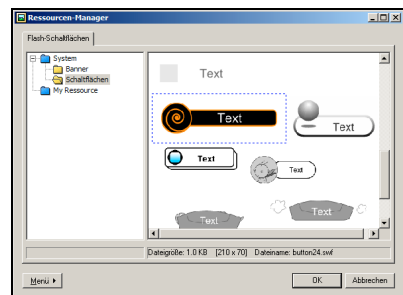 Ressourcen-Manager
Flash-Schaltflächen
System
Banner
Schaltflächen
My Ressource
Text
Text
Text
Text
Text
Text
Text
Dateigröße: 1.0 KB [210 x 70] Dateiname: button24.swf
Menü
OK
Abbrechen